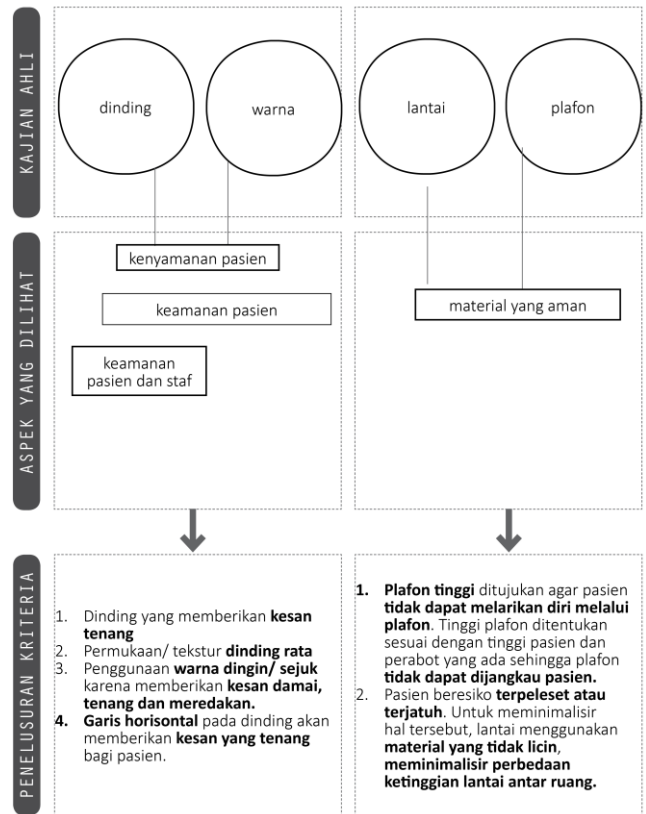 KAJIAN AHLI
dinding
warna
lantai
plafon
ASPEK YANG DILIHAT
kenyamanan pasien
keamanan pasien
keamanan
pasien dan staf
material yang aman
PENELUSURAN KRITERIA
1. Dinding yang memberikan kesan
tenang
2. Permukaan/ tekstur dinding rata
3. Penggunaan warna dingin/ sejuk
karena memberikan kesan damai,
tenang dan meredakan.
4. Garis horisontal pada dinding akan
memberikan kesan yang tenang
bagi pasien.
1. Plafon tinggi ditujukan agar pasien
tidak dapat melarikan diri melalui
plafon. Tinggi plafon ditentukan
sesuai dengan tinggi pasien dan
perabot yang ada sehingga plafon
tidak dapat dijangkau pasien.
2. Pasien beresiko terpeleset atau
terjatuh. Untuk meminimalisir
hal tersebut, lantai menggunakan
material yang tidak licin,
meminimalisir perbedaan
ketinggian lantai antar ruang.